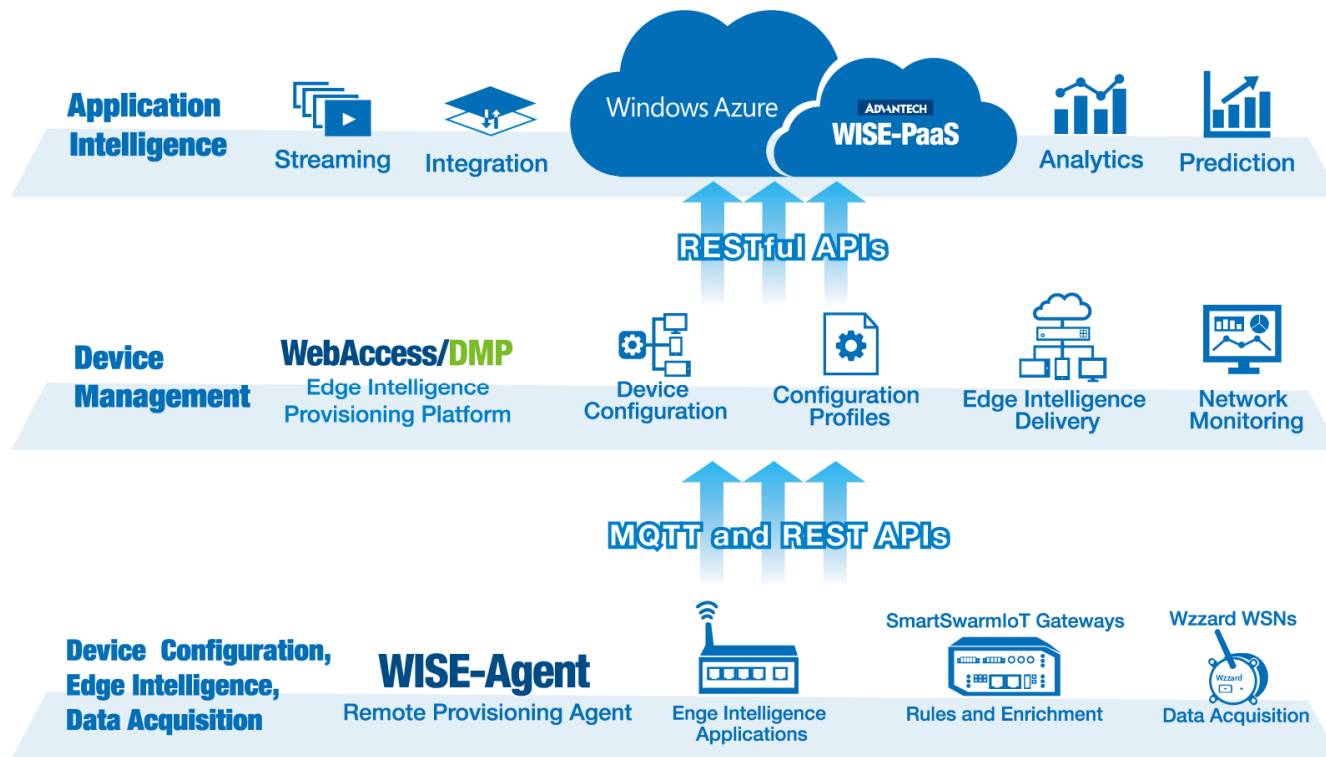 Application
Intelligence
Streaming
Integration
Windows Azure
ADVANTECH
WISE-PaaS
Analytics
Prediction
RESTful APIs
Device
Management
WebAccess/DMP
Edge Intelligence
Provisioning Platform
Device
Configuration
Configuration
Profiles
Edge Intelligence
Delivery
Network
Monitoring
MQTT and REST APIs
Device Configuration,
Edge Intelligence,
Data Acquisition
WISE-Agent
Remote Provisioning Agent
Enge Intelligence
Applications
SmartSwarmIoT Gateways
Rules and Enrichment
Wzzard WSNs
Wzzard
Data Acquisition